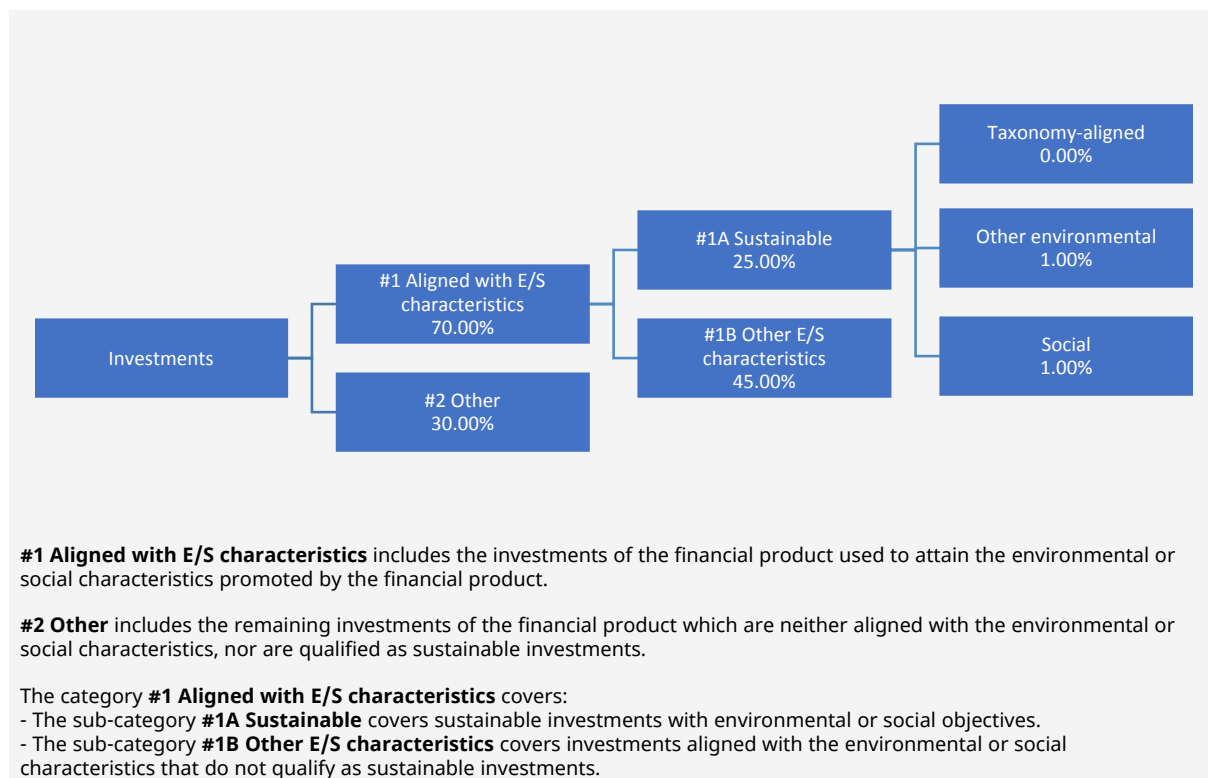 Taxonomy-aligned
0.00%
#1A Sustainable
25.00%
Other environmental
1.00%
#1 Aligned with E/S
characteristics
70.00%
Investments
#1B Other E/S
characteristics
45.00%
Social
1.00%
#2 Other
30.00%
#1 Aligned with E/S characteristics includes the investments of the financial product used to attain the environmental or
social characteristics promoted by the financial product.
#2 Other includes the remaining investments of the financial product which are neither aligned with the environmental or
social characteristics, nor are qualified as sustainable investments.
The category #1 Aligned with E/S characteristics covers:
- The sub-category #1A Sustainable covers sustainable investments with environmental or social objectives.
- The sub-category #1B Other E/S characteristics covers investments aligned with the environmental or social
characteristics that do not qualify as sustainable investments.